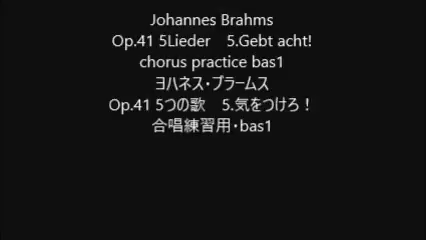 Johannes Brahms
Op.41 5Lieder　5.Gebt acht!
chorus practice bas1
ヨハネス・ブラームス
Op.41 5つの歌　5.気をつけろ！
合唱練習用・bas1